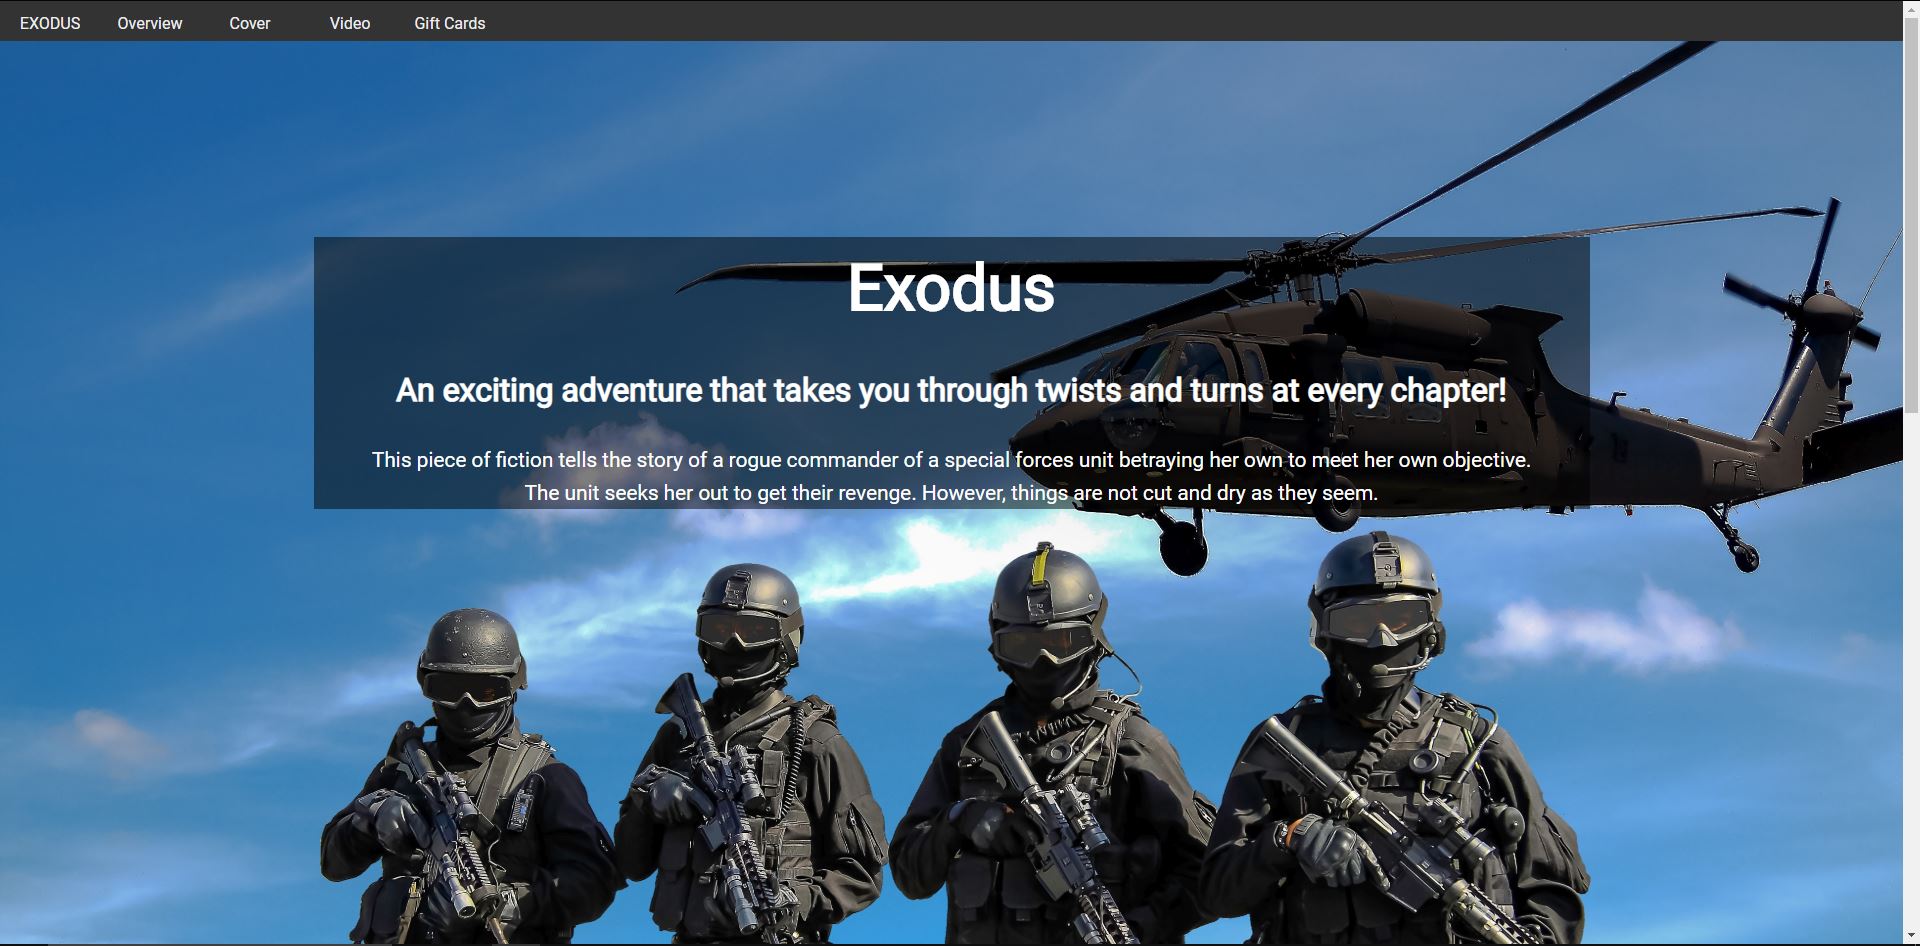 EXODUS Overview Cover Video Gift Cards
Exodus
An exciting adventure that takes you through twists and turns at every chapter!
This piece of fiction tells the story of a rogue commander of a special forces unit betraying her own to meet her own objective.
The unit seeks her out to get their revenge. However, things are not cut and dry as they seem.